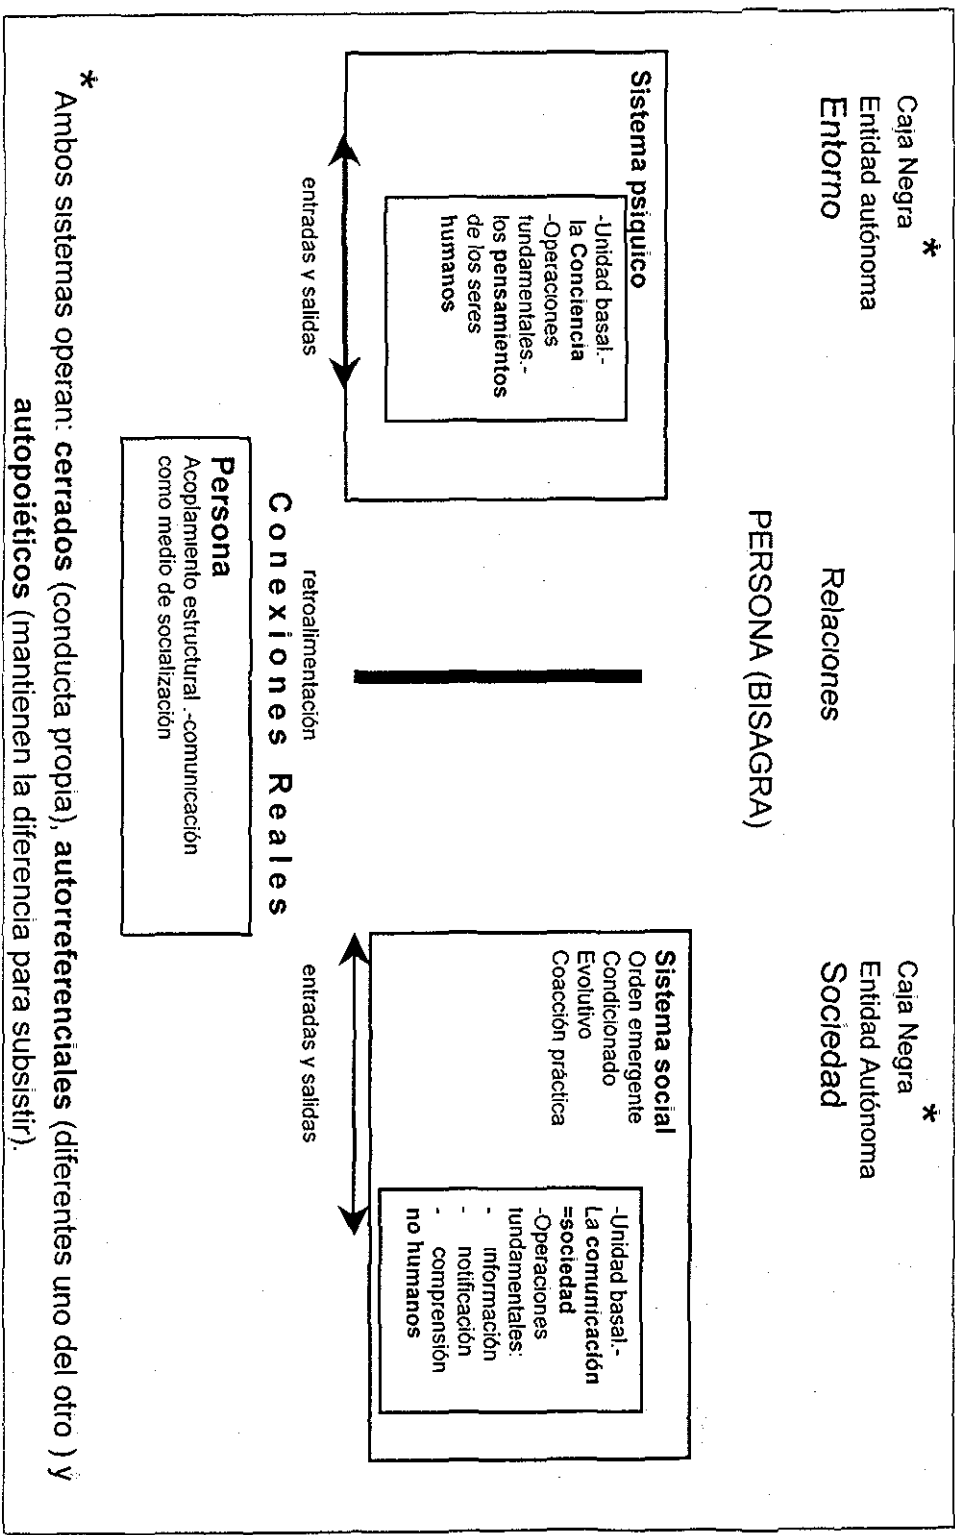 *
Caja Negra
Entidad autónoma
Entorno
Relaciones
*
Caja Negra
Entidad Autónoma
Sociedad
PERSONA (BISAGRA)
Sistema psíquico
-Unidad basal.-
la Conciencia
-Operaciones
fundamentales.-
los pensamientos
de los seres
humanos
entradas y salidas
retroalimentación
Conexiones Reales
Sistema social
Orden emergente
Condicionado
Evolutivo
Coacción práctica
-Unidad basal.-
La comunicación
=sociedad
-Operaciones
fundamentales:
- información
- notificación
- comprensión
no humanos
entradas y salidas
Persona
Acoplamiento estructural .-comunicación
como medio de socialización
*
Ambos sistemas operan: cerrados (conducta propia), autorreferenciales (diferentes uno del otro ) y
autopoiéticos (mantienen la diferencia para subsistir).